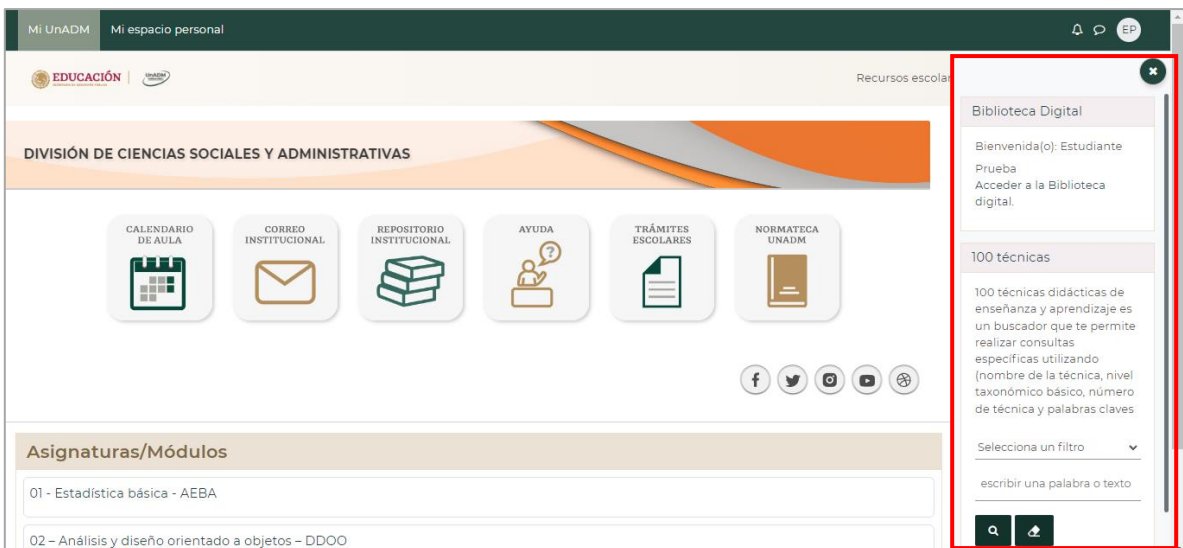 Mi UnADM Mi espacio personal
EP
EDUCACIÓN
UnADM
Recursos escolar
DIVISIÓN DE CIENCIAS SOCIALES Y ADMINISTRATIVAS
CALENDARIO
DE AULA
CORREO
INSTITUCIONAL
REPOSITORIO
INSTITUCIONAL
AYUDA
TRÁMITES
ESCOLARES
NORMATECA
UNADM
Asignaturas/Módulos
01 - Estadística básica - AEBA
02 – Análisis y diseño orientado a objetos – DDOO
Biblioteca Digital
Bienvenida(o): Estudiante
Prueba
Acceder a la Biblioteca
digital.
100 técnicas
100 técnicas didácticas de
enseñanza y aprendizaje es
un buscador que te permite
realizar consultas
específicas utilizando
(nombre de la técnica, nivel
taxonómico básico, número
de técnica y palabras claves
Selecciona un filtro
escribir una palabra o texto